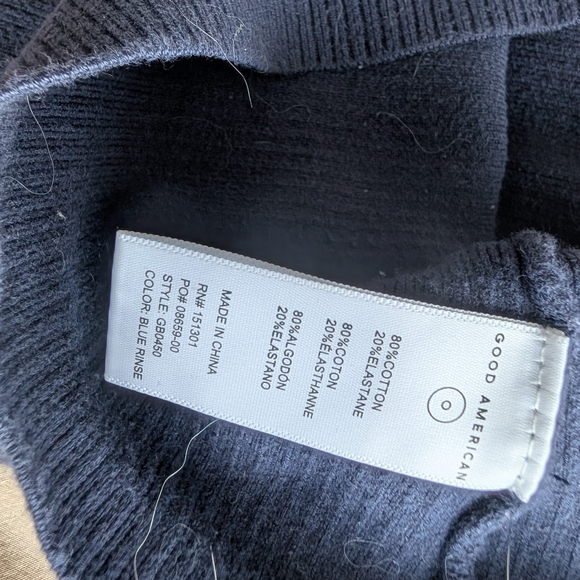 GOOD AMERICAN
80%COTTON
20%ELASTANE
80%COTON
20%ÉLASTHANNE
80%ALGODÓN
20%ELASTANO
MADE IN CHINA
RN# 151301
PO# 08659-00
STYLE: GB0450
COLOR: BLUE RINSE